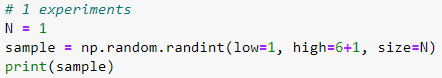 # 1 experiments
N = 1
sample = np.random.randint(low=1, high=6+1, size=N)
print(sample)